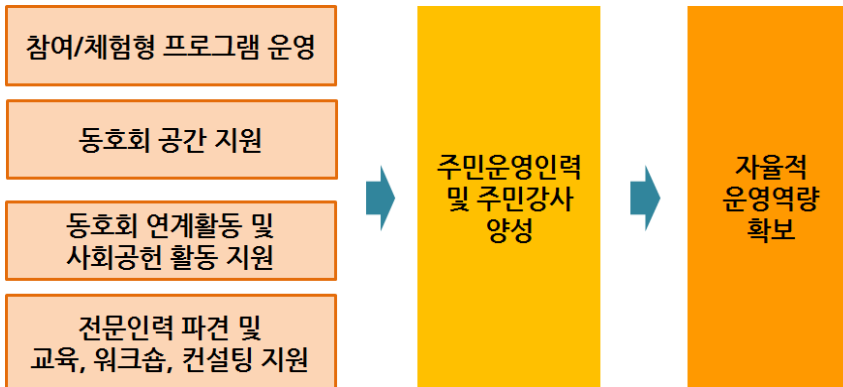 참여/체험형 프로그램 운영
동호회 공간 지원
동호회 연계활동 및
사회공헌 활동 지원
전문인력 파견 및
교육, 워크숍, 컨설팅 지원
주민운영인력
및 주민강사
양성
자율적
운영역량
확보